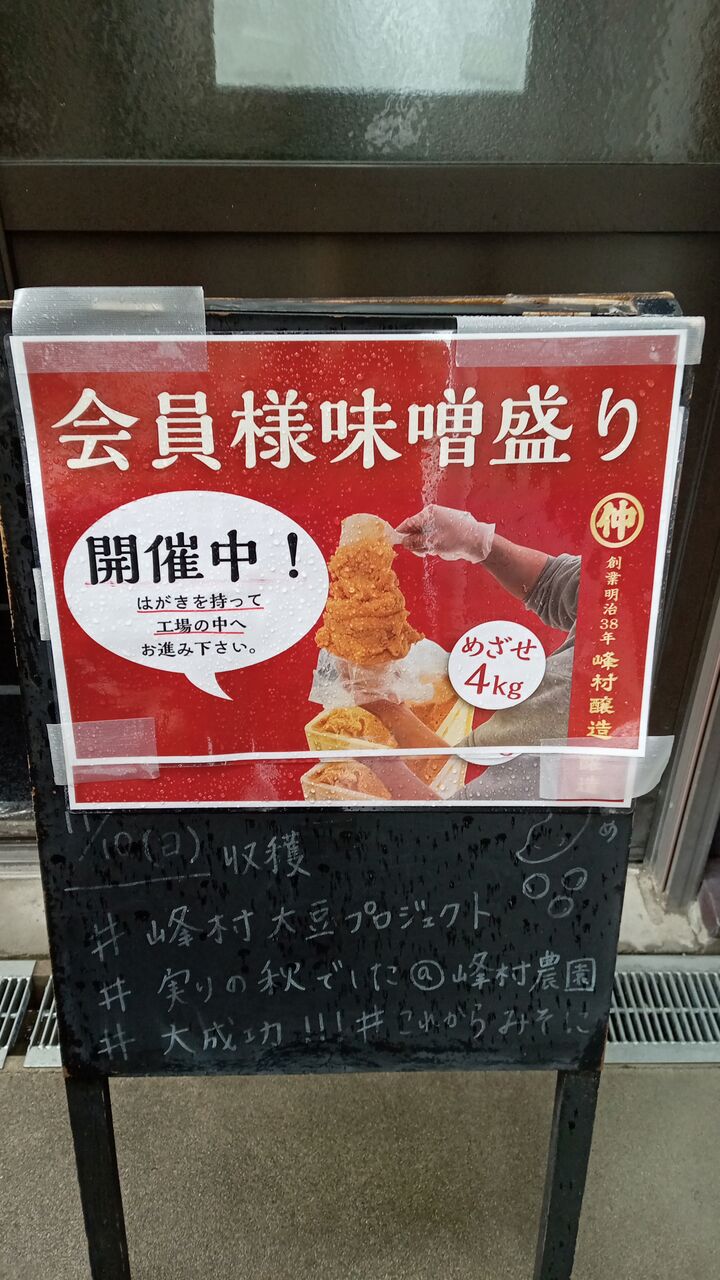 会員様味噌盛り
開催中！
はがきを持って
工場の中へ
お進み下さい。
めざせ
4kg
仲
創業明治38年 峰村醸造
11/10(日) 収穫
め
# 峰村大豆プロジェクト
# 実りの秋でした@峰村農園
# 大成功!!! #これからみそに